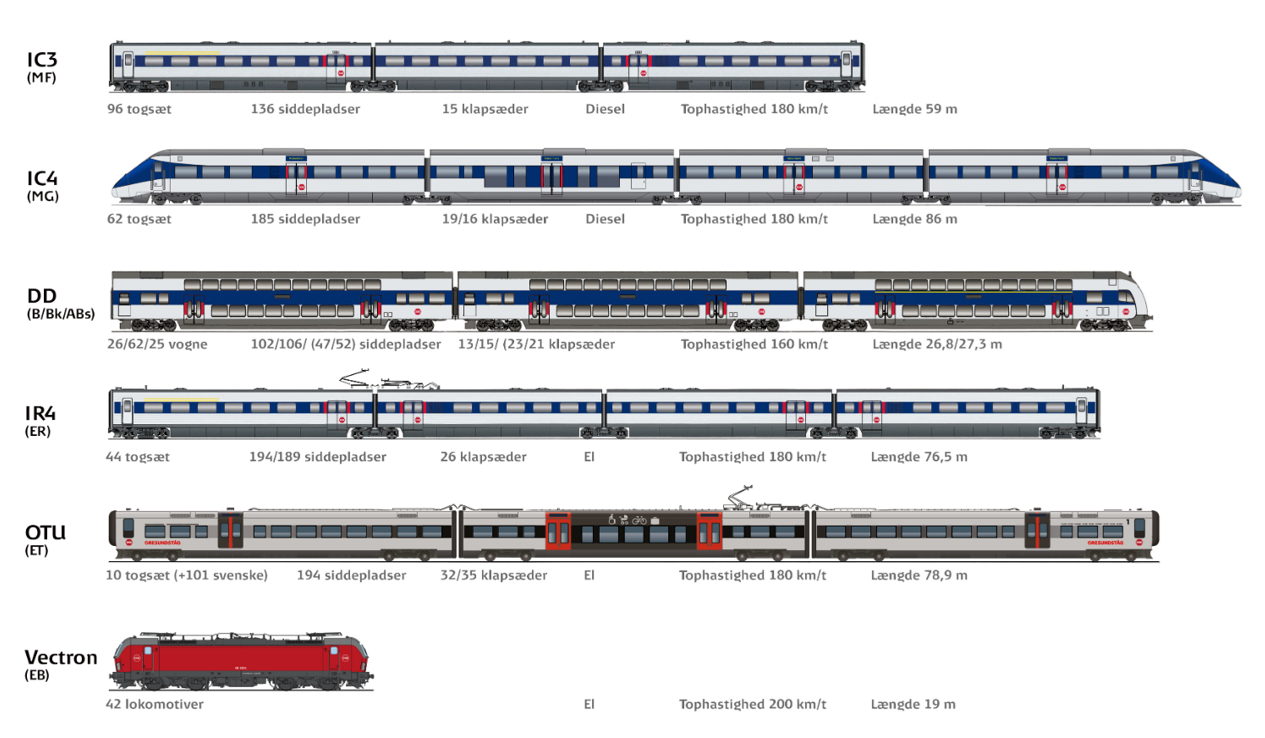 IC3
(MF)
96 togsæt 136 siddepladser 15 klapsæder Diesel Tophastighed 180 km/t Længde 59 m
IC4
(MG)
62 togsæt 185 siddepladser 19/16 klapsæder Diesel Tophastighed 180 km/t Længde 86 m
DD
(B/Bk/ABs)
26/62/25 vogne 102/106/ (47/52) siddepladser 13/15/ (23/21 klapsæder Tophastighed 160 km/t Længde 26,8/27,3 m
IR4
(ER)
44 togsæt 194/189 siddepladser 26 klapsæder El Tophastighed 180 km/t Længde 76,5 m
ØRESUNDSTÅG 1 ØRESUNDSTÅG
OTU
(ET)
10 togsæt (+101 svenske) 194 siddepladser 32/35 klapsæder El Tophastighed 180 km/t Længde 78,9 m
Vectron
(EB)
42 lokomotiver El Tophastighed 200 km/t Længde 19 m